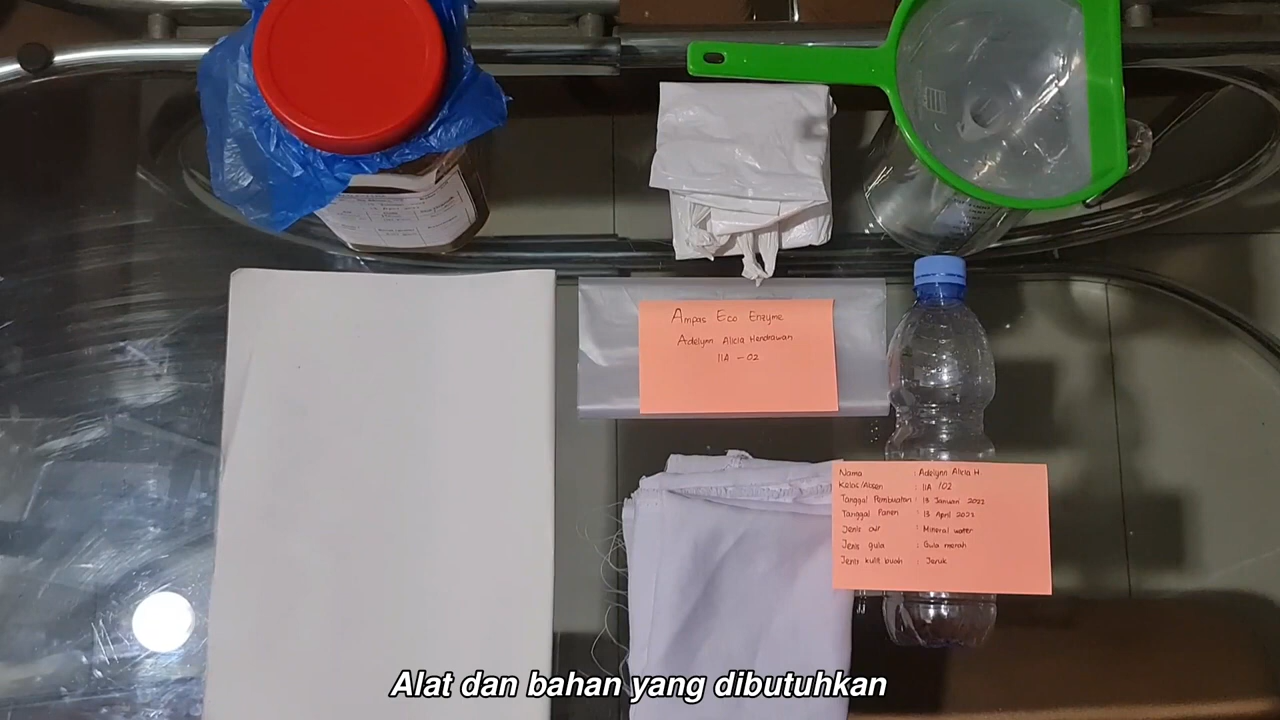 Ampas Eco Enzyme
Adelynn Alicia Hendrawan
11A - 02
Nama : Adelynn Alicia H.
Kelas/Absen : 11A /02
Tanggal Pembuatan : 13 Januari 2023
Tanggal Panen : 13 April 2023
Jenis air : Mineral water
Jenis gula : Gula merah
Jenis kulit buah : Jeruk
Alat dan bahan yang dibutuhkan